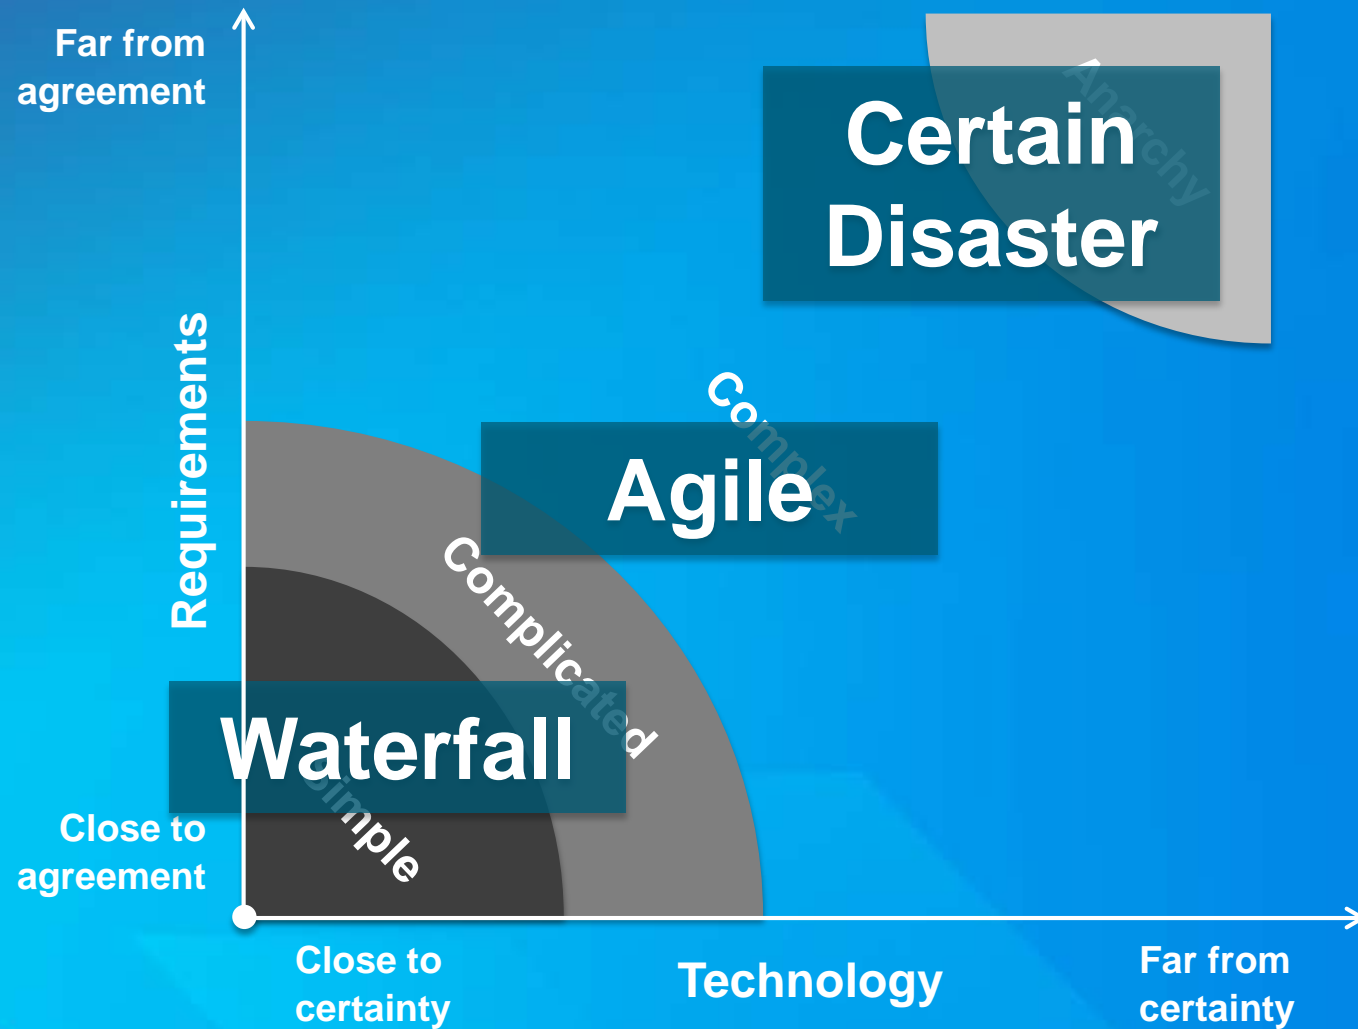 Far from
agreement
Anarchy
Certain
Disaster
Requirements
Complex
Agile
Complicated
Waterfall
Simple
Close to
agreement
Close to
certainty
Technology
Far from
certainty